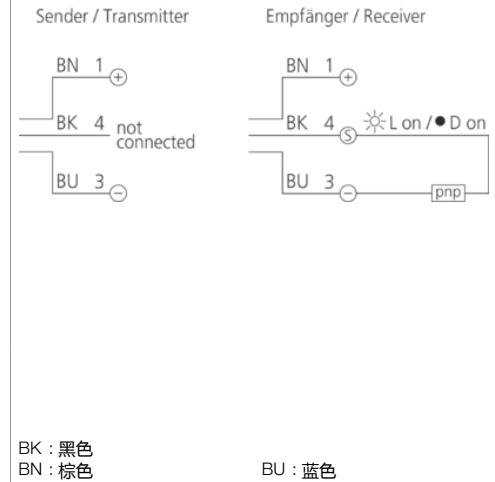 Sender / Transmitter Empfänger / Receiver
BN 1 + BN 1 +
BK 4 not connected BK 4 S L on / ● D on
BU 3 − BU 3 − pnp
BK : 黑色
BN : 棕色 BU : 蓝色